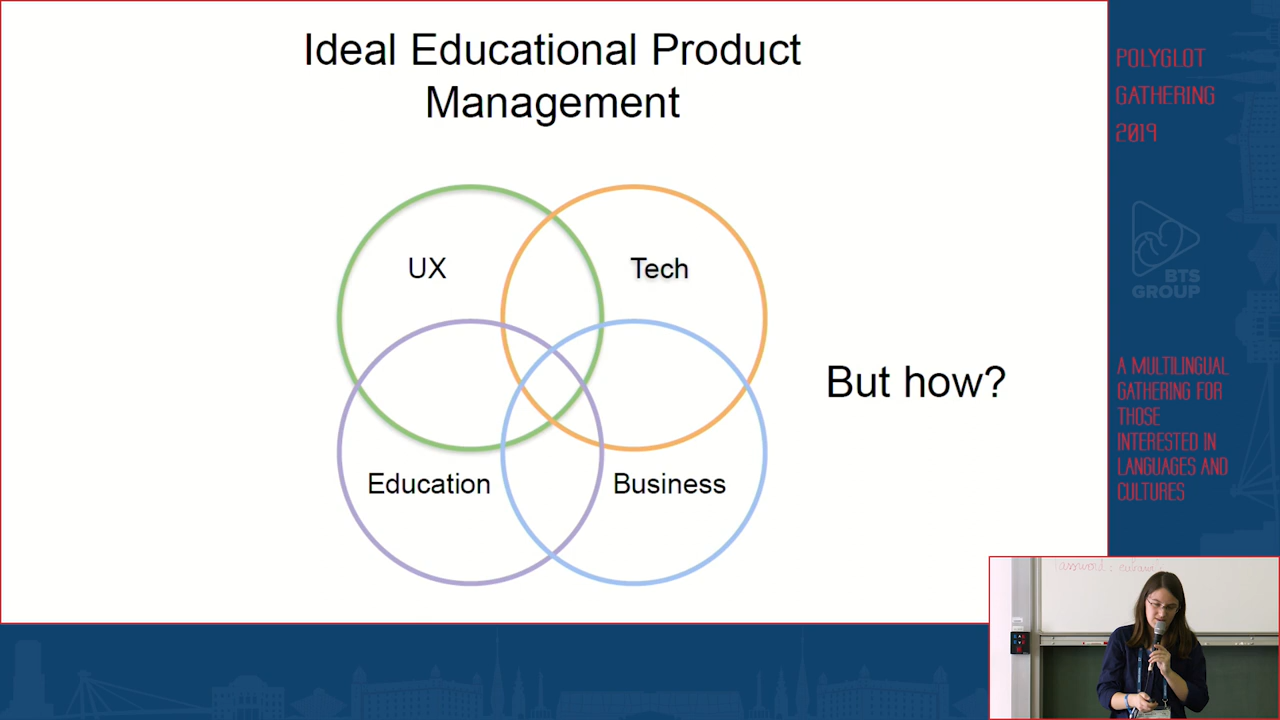 Ideal Educational Product
Management
UX
Tech
But how?
Education
Business
POLYGLOT
GATHERING
2019
BTS
GROUP
A MULTILINGUAL
GATHERING FOR
THOSE
INTERESTED IN
LANGUAGES AND
CULTURES